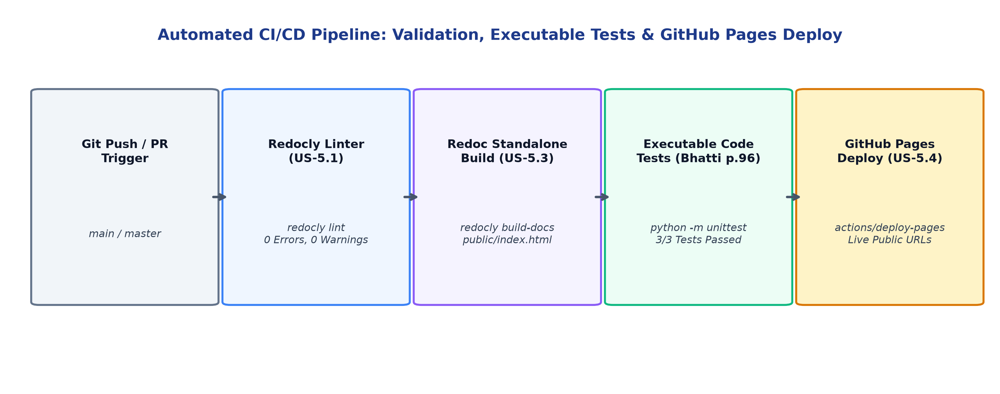 Automated CI/CD Pipeline: Validation, Executable Tests & GitHub Pages Deploy
Git Push / PR
Trigger
main / master
Redocly Linter
(US-5.1)
redocly lint
0 Errors, 0 Warnings
Redoc Standalone
Build (US-5.3)
redocly build-docs
public/index.html
Executable Code
Tests (Bhatti p.96)
python -m unittest
3/3 Tests Passed
GitHub Pages
Deploy (US-5.4)
actions/deploy-pages
Live Public URLs